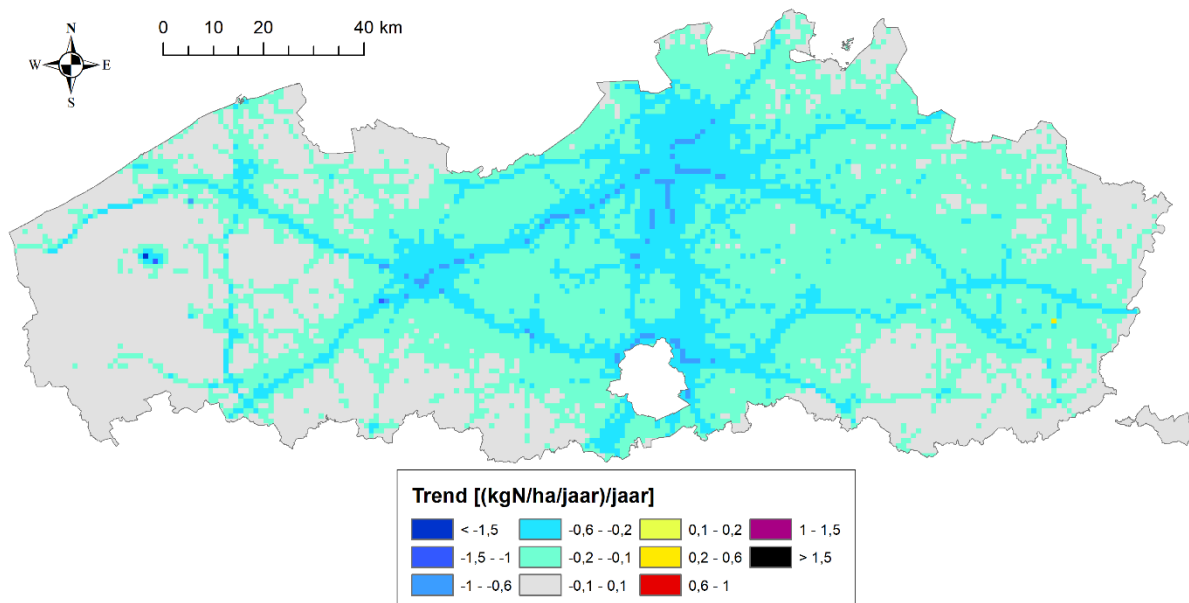 N
W E
S
0 10 20 40 km
Trend [(kgN/ha/jaar)/jaar]
< -1,5 -0,6 - -0,2 0,1 - 0,2 1 - 1,5
-1,5 - -1 -0,2 - -0,1 0,2 - 0,6 > 1,5
-1 - -0,6 -0,1 - 0,1 0,6 - 1